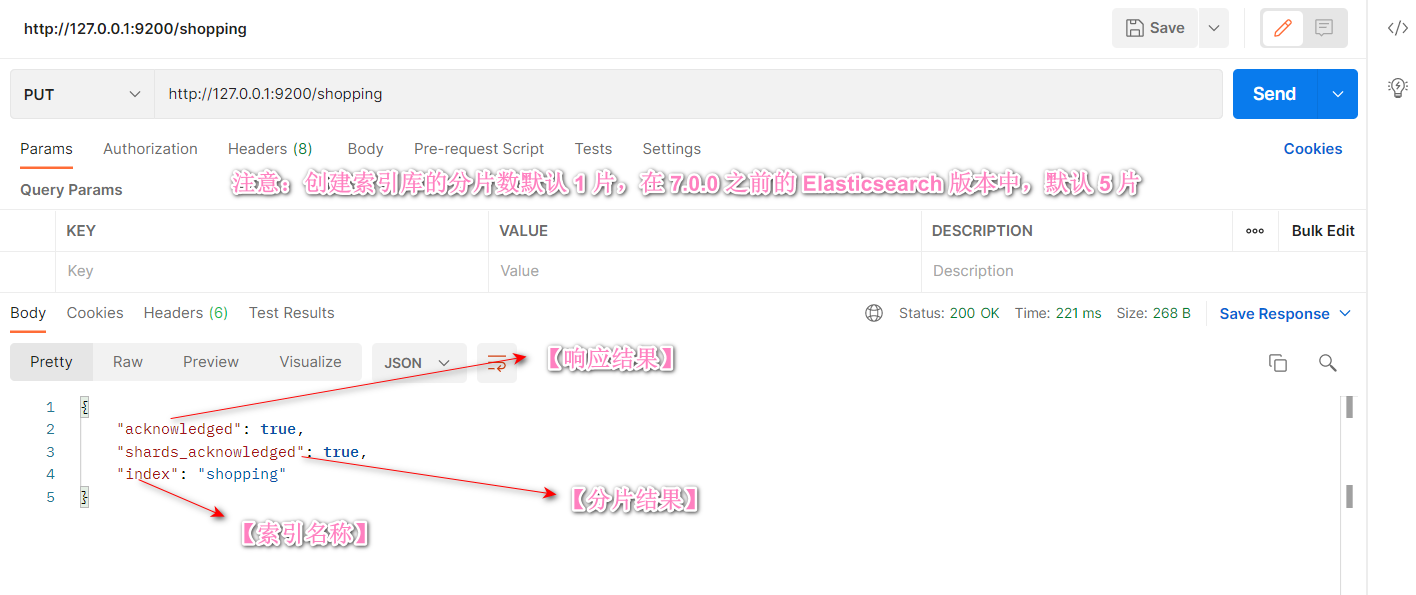 http://127.0.0.1:9200/shopping Save
PUT http://127.0.0.1:9200/shopping Send
Params Authorization Headers (8) Body Pre-request Script Tests Settings Cookies
注意：创建索引库的分片数默认 1 片，在 7.0.0 之前的 Elasticsearch 版本中，默认 5 片
Query Params
KEY VALUE DESCRIPTION ooo Bulk Edit
Key Value Description
Body Cookies Headers (6) Test Results Status: 200 OK Time: 221 ms Size: 268 B Save Response
Pretty Raw Preview Visualize JSON 【响应结果】
1 {
2 "acknowledged": true,
3 "shards_acknowledged": true,
4 "index": "shopping"
5 }
【分片结果】
【索引名称】